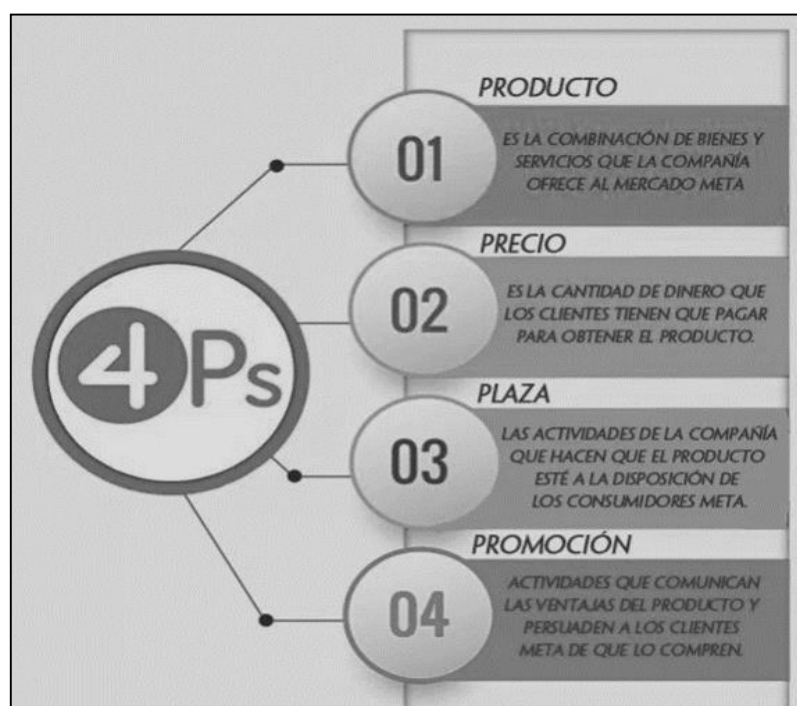 4Ps
01
PRODUCTO
ES LA COMBINACIÓN DE BIENES Y
SERVICIOS QUE LA COMPAÑÍA
OFRECE AL MERCADO META
02
PRECIO
ES LA CANTIDAD DE DINERO QUE
LOS CLIENTES TIENEN QUE PAGAR
PARA OBTENER EL PRODUCTO.
03
PLAZA
LAS ACTIVIDADES DE LA COMPAÑÍA
QUE HACEN QUE EL PRODUCTO
ESTÉ A LA DISPOSICIÓN DE
LOS CONSUMIDORES META.
04
PROMOCIÓN
ACTIVIDADES QUE COMUNICAN
LAS VENTAJAS DEL PRODUCTO Y
PERSUADEN A LOS CLIENTES
META DE QUE LO COMPREN.